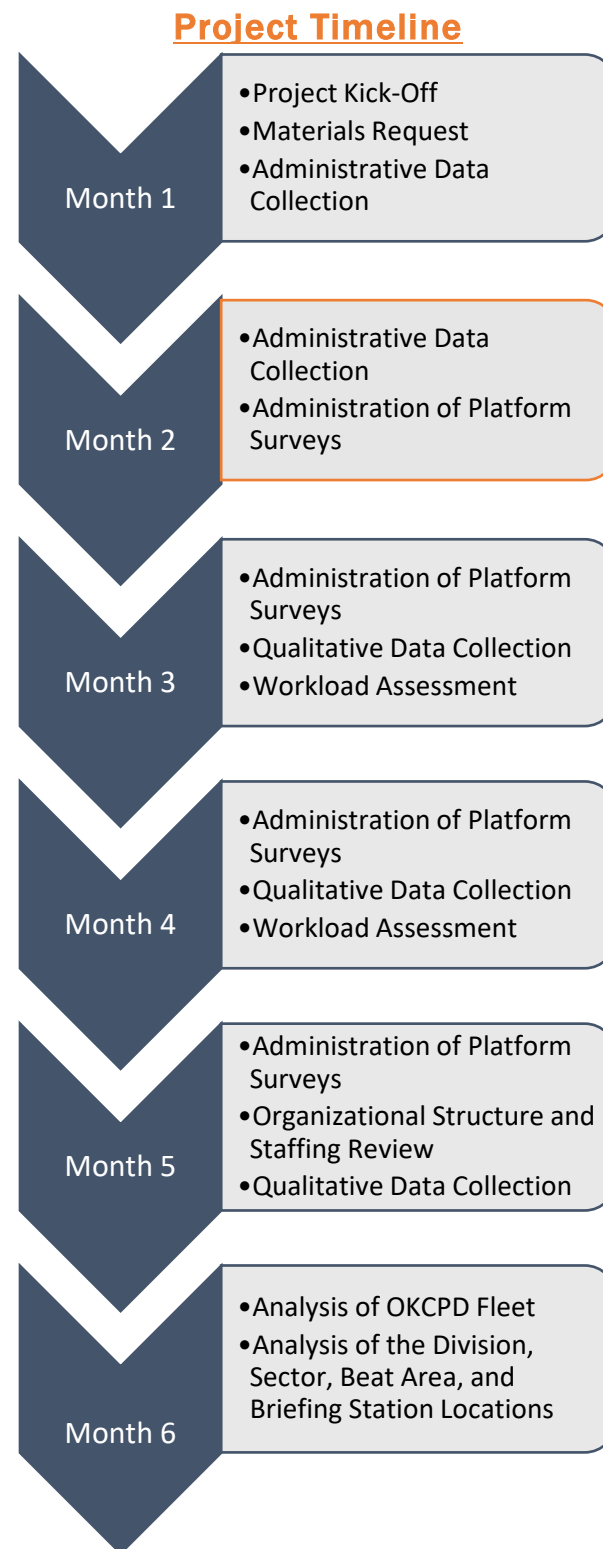 Project Timeline
Month 1
•Project Kick-Off
•Materials Request
•Administrative Data
Collection
Month 2
•Administrative Data
Collection
•Administration of Platform
Surveys
Month 3
•Administration of Platform
Surveys
•Qualitative Data Collection
•Workload Assessment
Month 4
•Administration of Platform
Surveys
•Qualitative Data Collection
•Workload Assessment
Month 5
•Administration of Platform
Surveys
•Organizational Structure and
Staffing Review
•Qualitative Data Collection
Month 6
•Analysis of OKCPD Fleet
•Analysis of the Division,
Sector, Beat Area, and
Briefing Station Locations